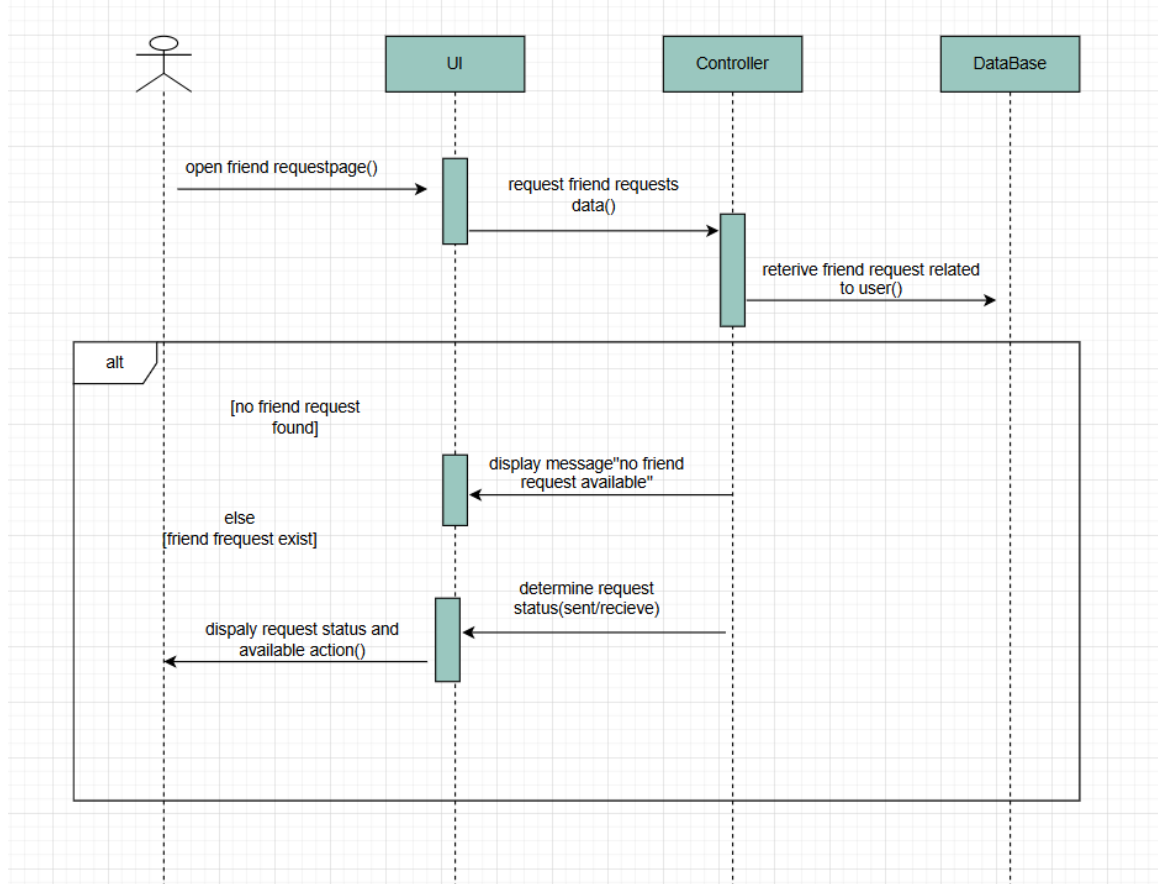 UI
Controller
DataBase
open friend requestpage()
request friend requests
data()
reterive friend request related
to user()
alt
[no friend request
found]
display message"no friend
request available"
else
[friend frequest exist]
determine request
status(sent/recieve)
dispaly request status and
available action()